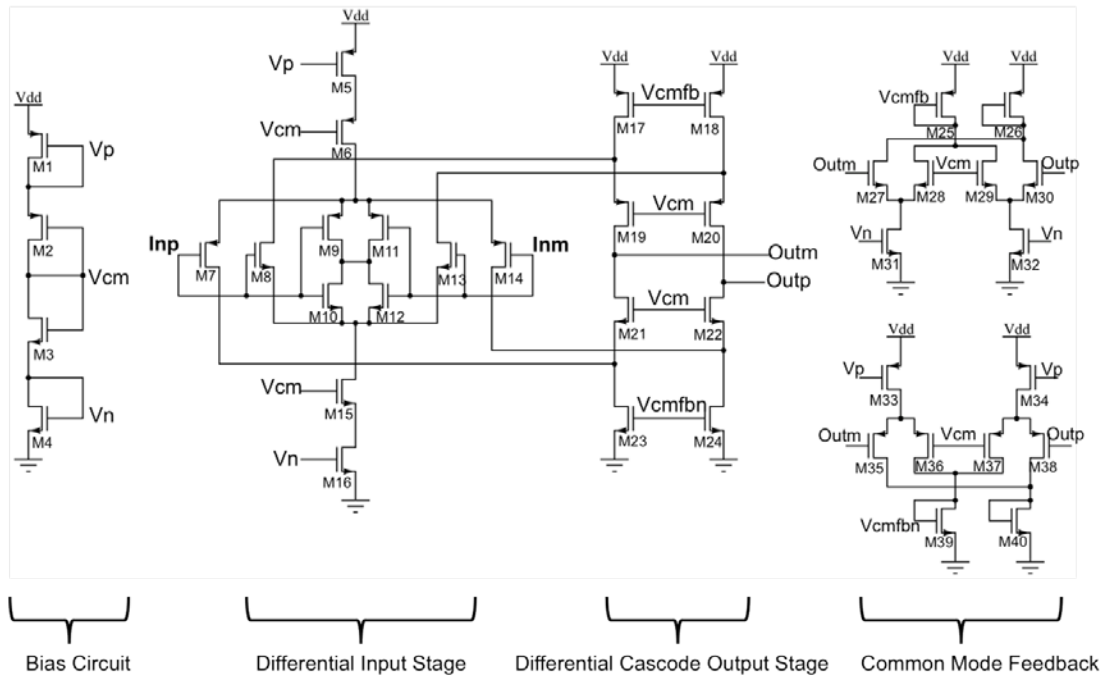 Vdd
Vp
M1
M2
Vcm
M3
Vn
M4
Vdd
Vp
M5
Vcm
M6
Inp
M7
M8
M9
M10
M11
M12
M13
M14
Inm
Vcm
M15
Vn
M16
Vdd
Vdd
Vcmfb
M17
M18
Vcm
M19
M20
Outm
Outp
Vcm
M21
M22
Vcmfbn
M23
M24
Vdd
Vdd
Vcmfb
M25
M26
Outm
Vcm
Outp
M27
M28
M29
M30
Vn
Vn
M31
M32
Vdd
Vdd
Vp
Vp
M33
M34
Outm
Vcm
Outp
M35
M36
M37
M38
Vcmfbn
M39
M40
Bias Circuit
Differential Input Stage
Differential Cascode Output Stage
Common Mode Feedback